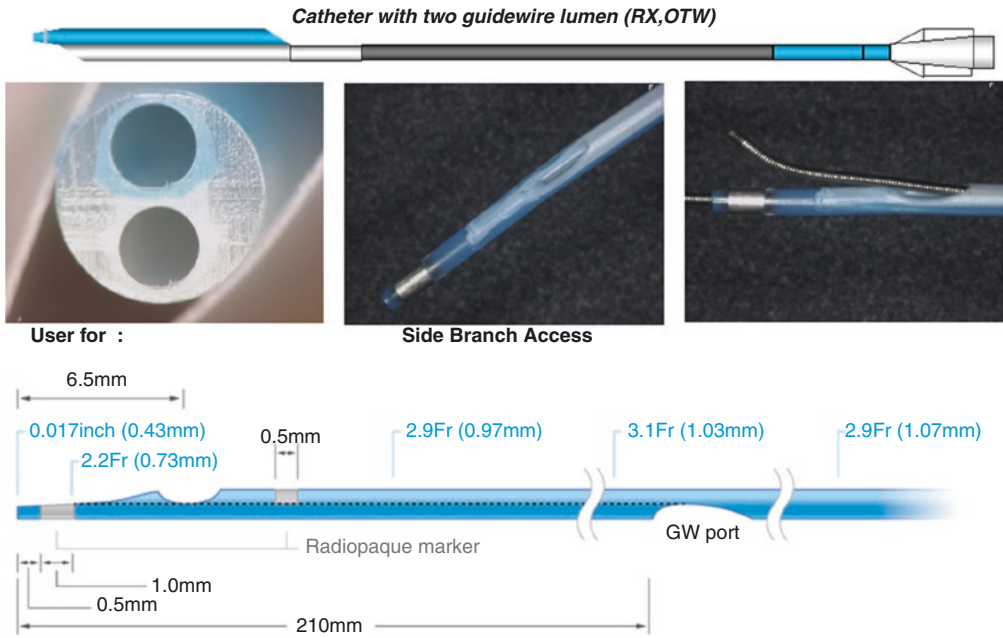 Catheter with two guidewire lumen (RX,OTW)
User for :
Side Branch Access
6.5mm
0.017inch (0.43mm)
0.5mm
2.9Fr (0.97mm)
3.1Fr (1.03mm)
2.9Fr (1.07mm)
2.2Fr (0.73mm)
GW port
Radiopaque marker
1.0mm
0.5mm
210mm